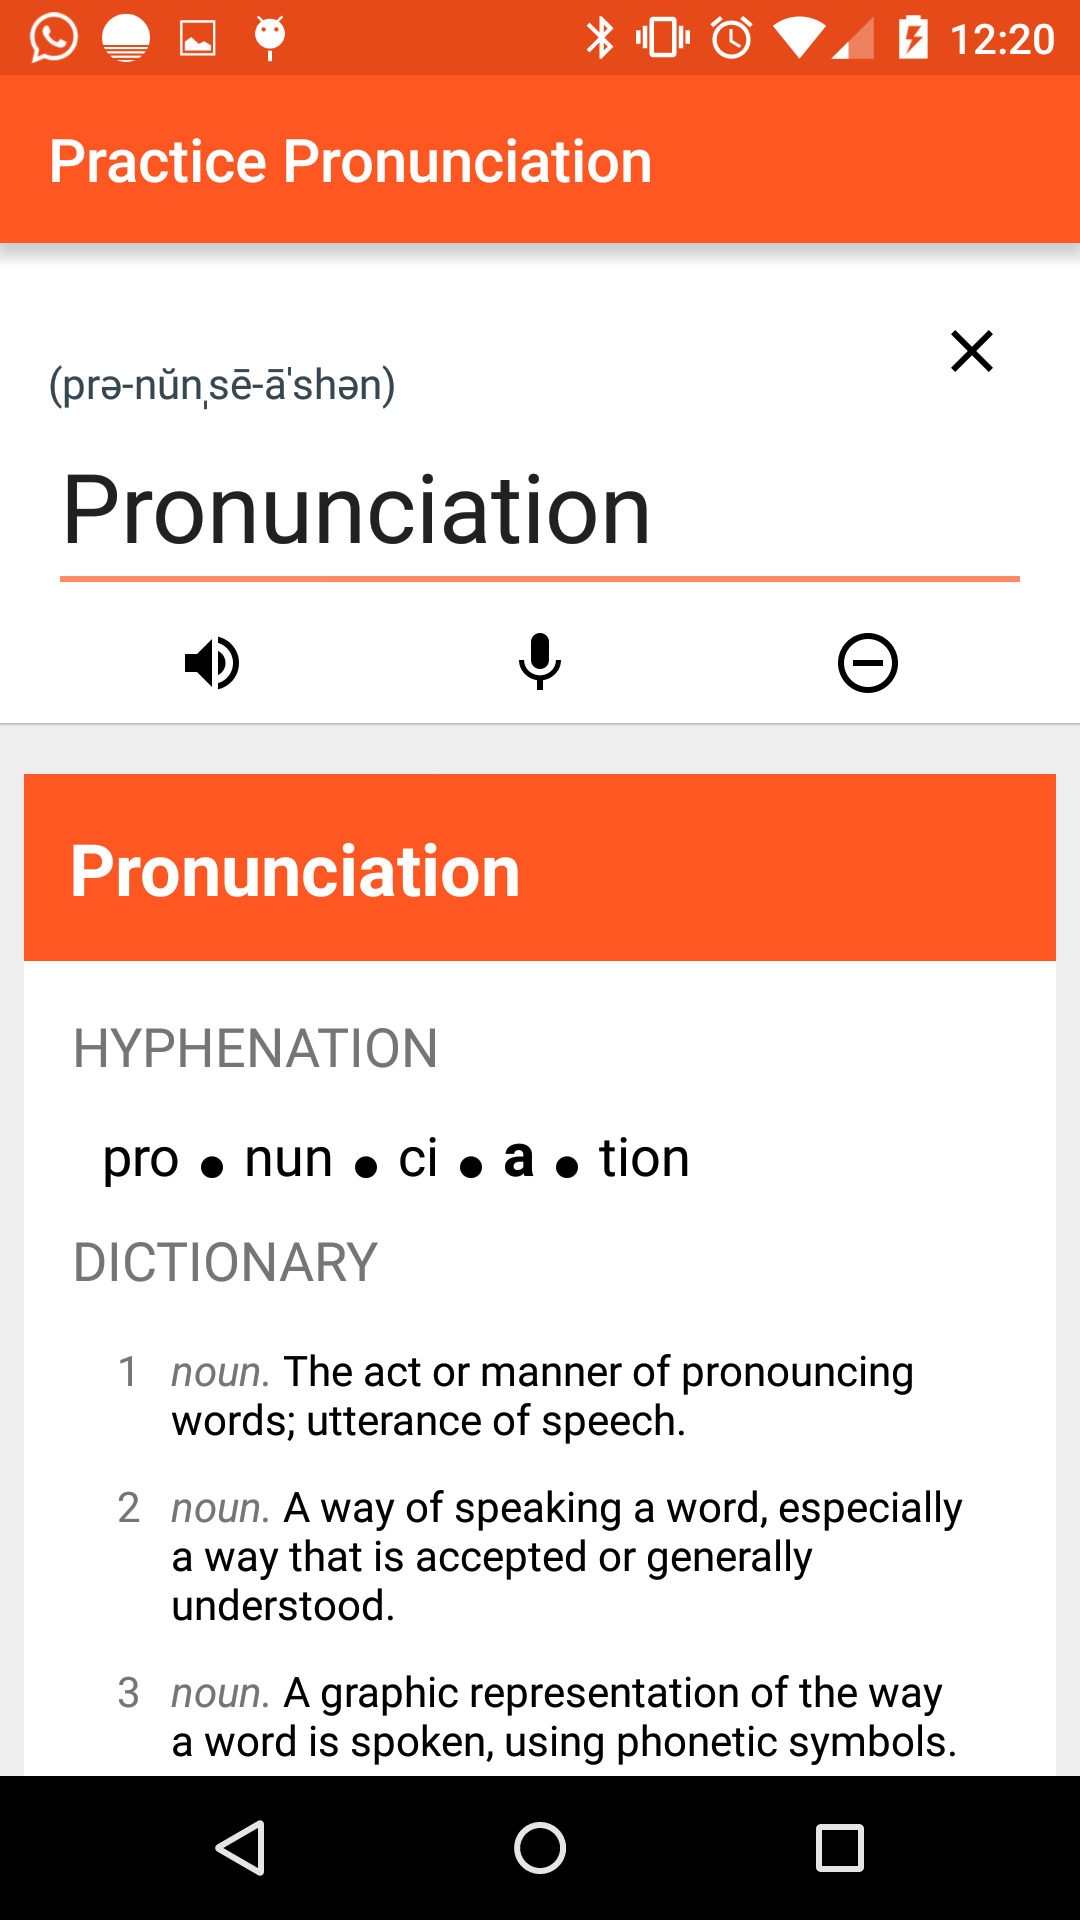 12:20
Practice Pronunciation
(prə-nŭnˌsē-ā'shən)
Pronunciation
Pronunciation
HYPHENATION
pro • nun • ci • a • tion
DICTIONARY
1 noun. The act or manner of pronouncing
words; utterance of speech.
2 noun. A way of speaking a word, especially
a way that is accepted or generally
understood.
3 noun. A graphic representation of the way
a word is spoken, using phonetic symbols.